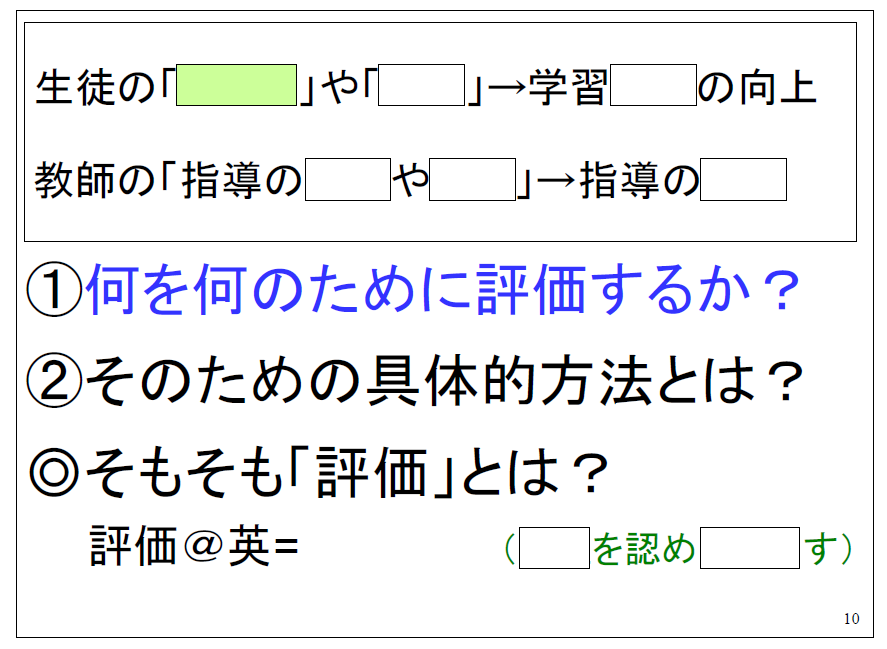 生徒の「　」や「　」→学習　の向上
教師の「指導の　や　」→指導の
①何を何のために評価するか？
②そのための具体的方法とは？
◎そもそも「評価」とは？
評価＠英=　（　を認め　す）
10